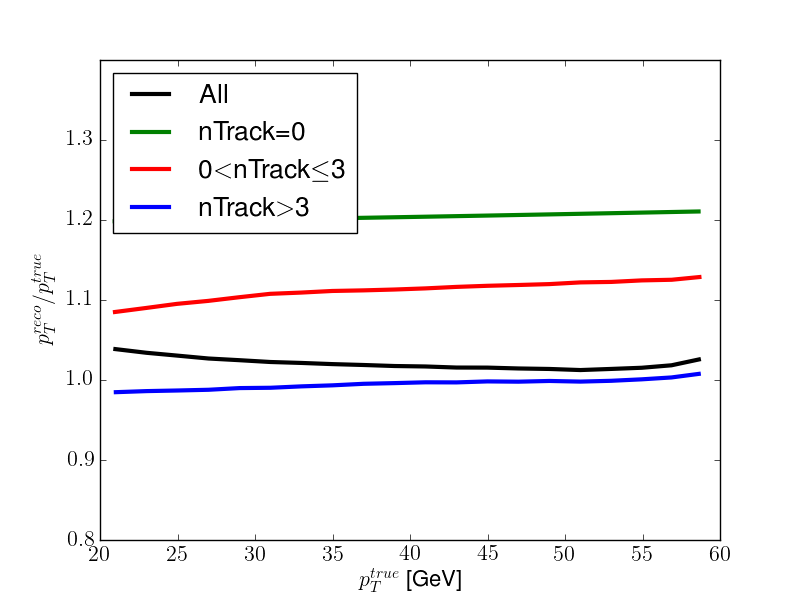 All
nTrack=0
0<nTrack≤3
nTrack>3
1.3
1.2
1.1
1.0
0.9
0.8
p_T^{reco}/p_T^{true}
20 25 30 35 40 45 50 55 60
p_T^{true} [GeV]